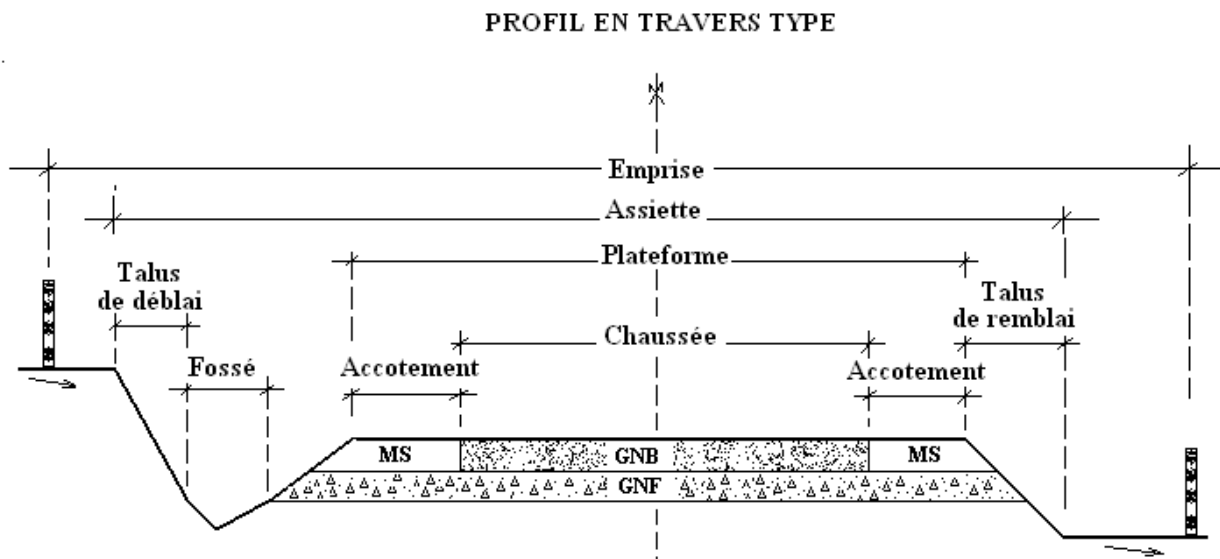 PROFIL EN TRAVERS TYPE
Emprise
Assiette
Plateforme
Talus
de déblai
Talus
de remblai
Chaussée
Fossé
Accotement
Accotement
MS
GNB
MS
GNF